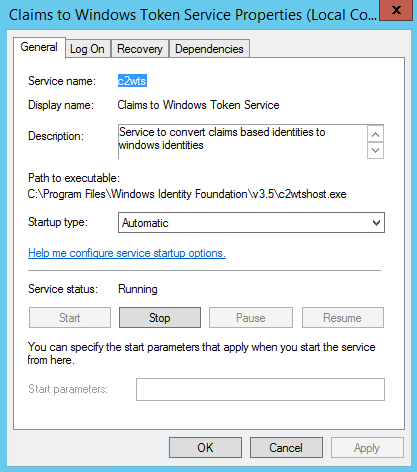 Claims to Windows Token Service Properties (Local Co... x
General Log On Recovery Dependencies
Service name: c2wts
Display name: Claims to Windows Token Service
Description: Service to convert claims based identities to
windows identities
Path to executable:
C:\Program Files\Windows Identity Foundation\v3.5\c2wtshost.exe
Startup type: Automatic
Help me configure service startup options.
Service status: Running
Start Stop Pause Resume
You can specify the start parameters that apply when you start the service
from here.
Start parameters:
OK Cancel Apply